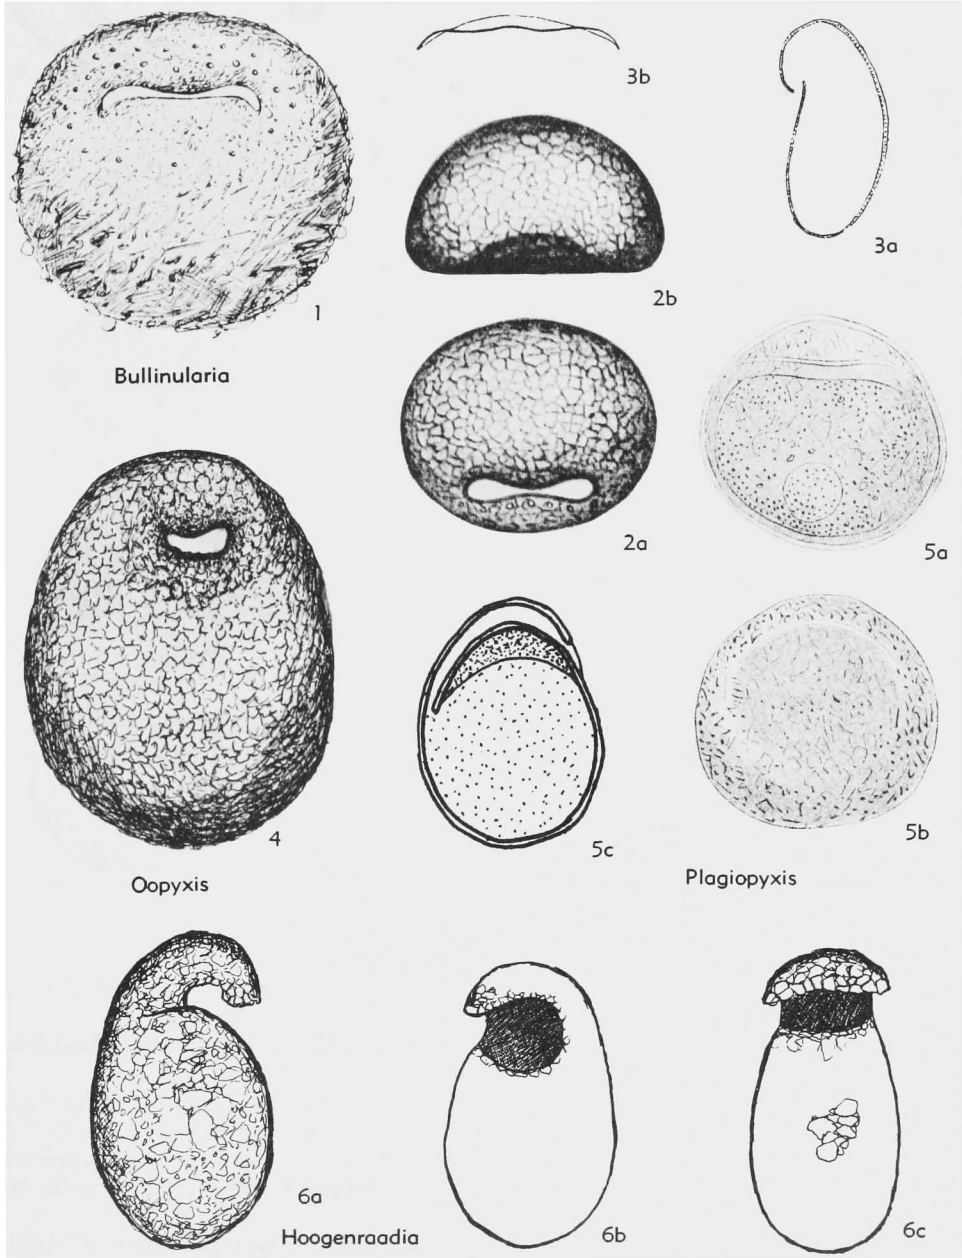 3b
3a
1
2b
Bullinularia
2a
5a
4
5c
5b
Oopyxis
Plagiopyxis
6a
Hoogenraadia
6b
6c